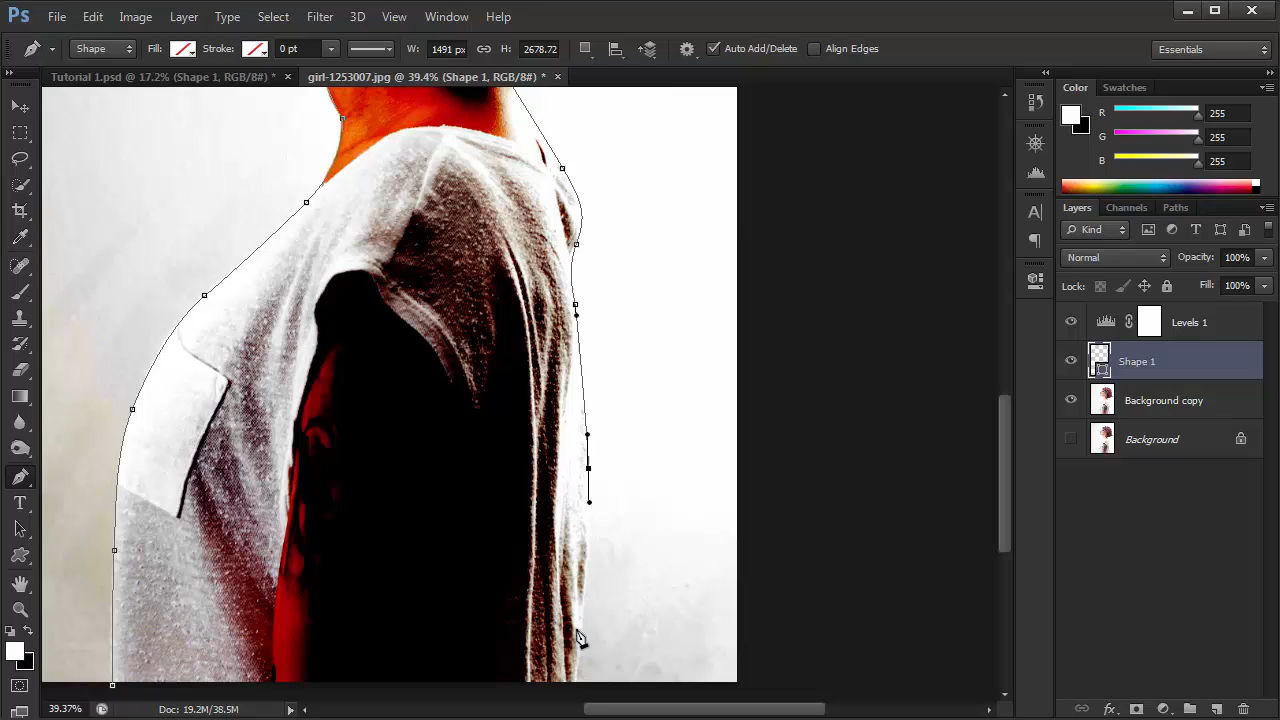 Ps File Edit Image Layer Type Select Filter 3D View Window Help
Shape Fill: Stroke: 0 pt W: 1491 px H: 2678.72 Auto Add/Delete Align Edges Essentials
Tutorial 1.psd @ 17.2% (Shape 1, RGB/8#) * × girl-1253007.jpg @ 39.4% (Shape 1, RGB/8#) * ×
Color Swatches
R 255
G 255
B 255
Layers Channels Paths
Kind
Normal Opacity: 100%
Lock: Fill: 100%
Levels 1
Shape 1
Background copy
Background
39.37% Doc: 19.2M/38.5M